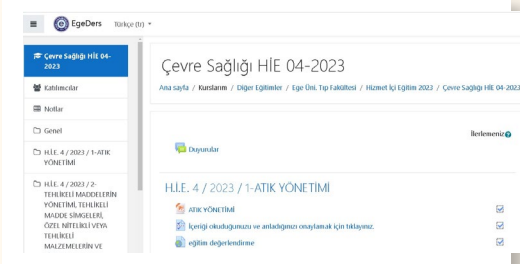 EgeDers Türkçe (tr)
Çevre Sağlığı HİE 04-
2023
Katılımcılar
Notlar
Genel
H.İ.E. 4 / 2023 / 1-ATIK
YÖNETİMİ
H.İ.E. 4 / 2023 / 2-
TEHLİKELİ MADDELERİN
YÖNETİMİ, TEHLİKELİ
MADDE SİMGELERİ,
ÖZEL NİTELİKLİ VEYA
TEHLİKELİ
MALZEMELERİN VE
Çevre Sağlığı HİE 04-2023
Ana sayfa / Kurslarım / Diğer Eğitimler / Ege Üni. Tıp Fakültesi / Hizmet İçi Eğitim 2023 / Çevre Sağlığı HİE 04-2023
İlerlemeniz
Duyurular
H.İ.E. 4 / 2023 / 1-ATIK YÖNETİMİ
ATIK YÖNETİMİ
İçeriği okuduğunuzu ve anladığınızı onaylamak için tıklayınız.
eğitim değerlendirme